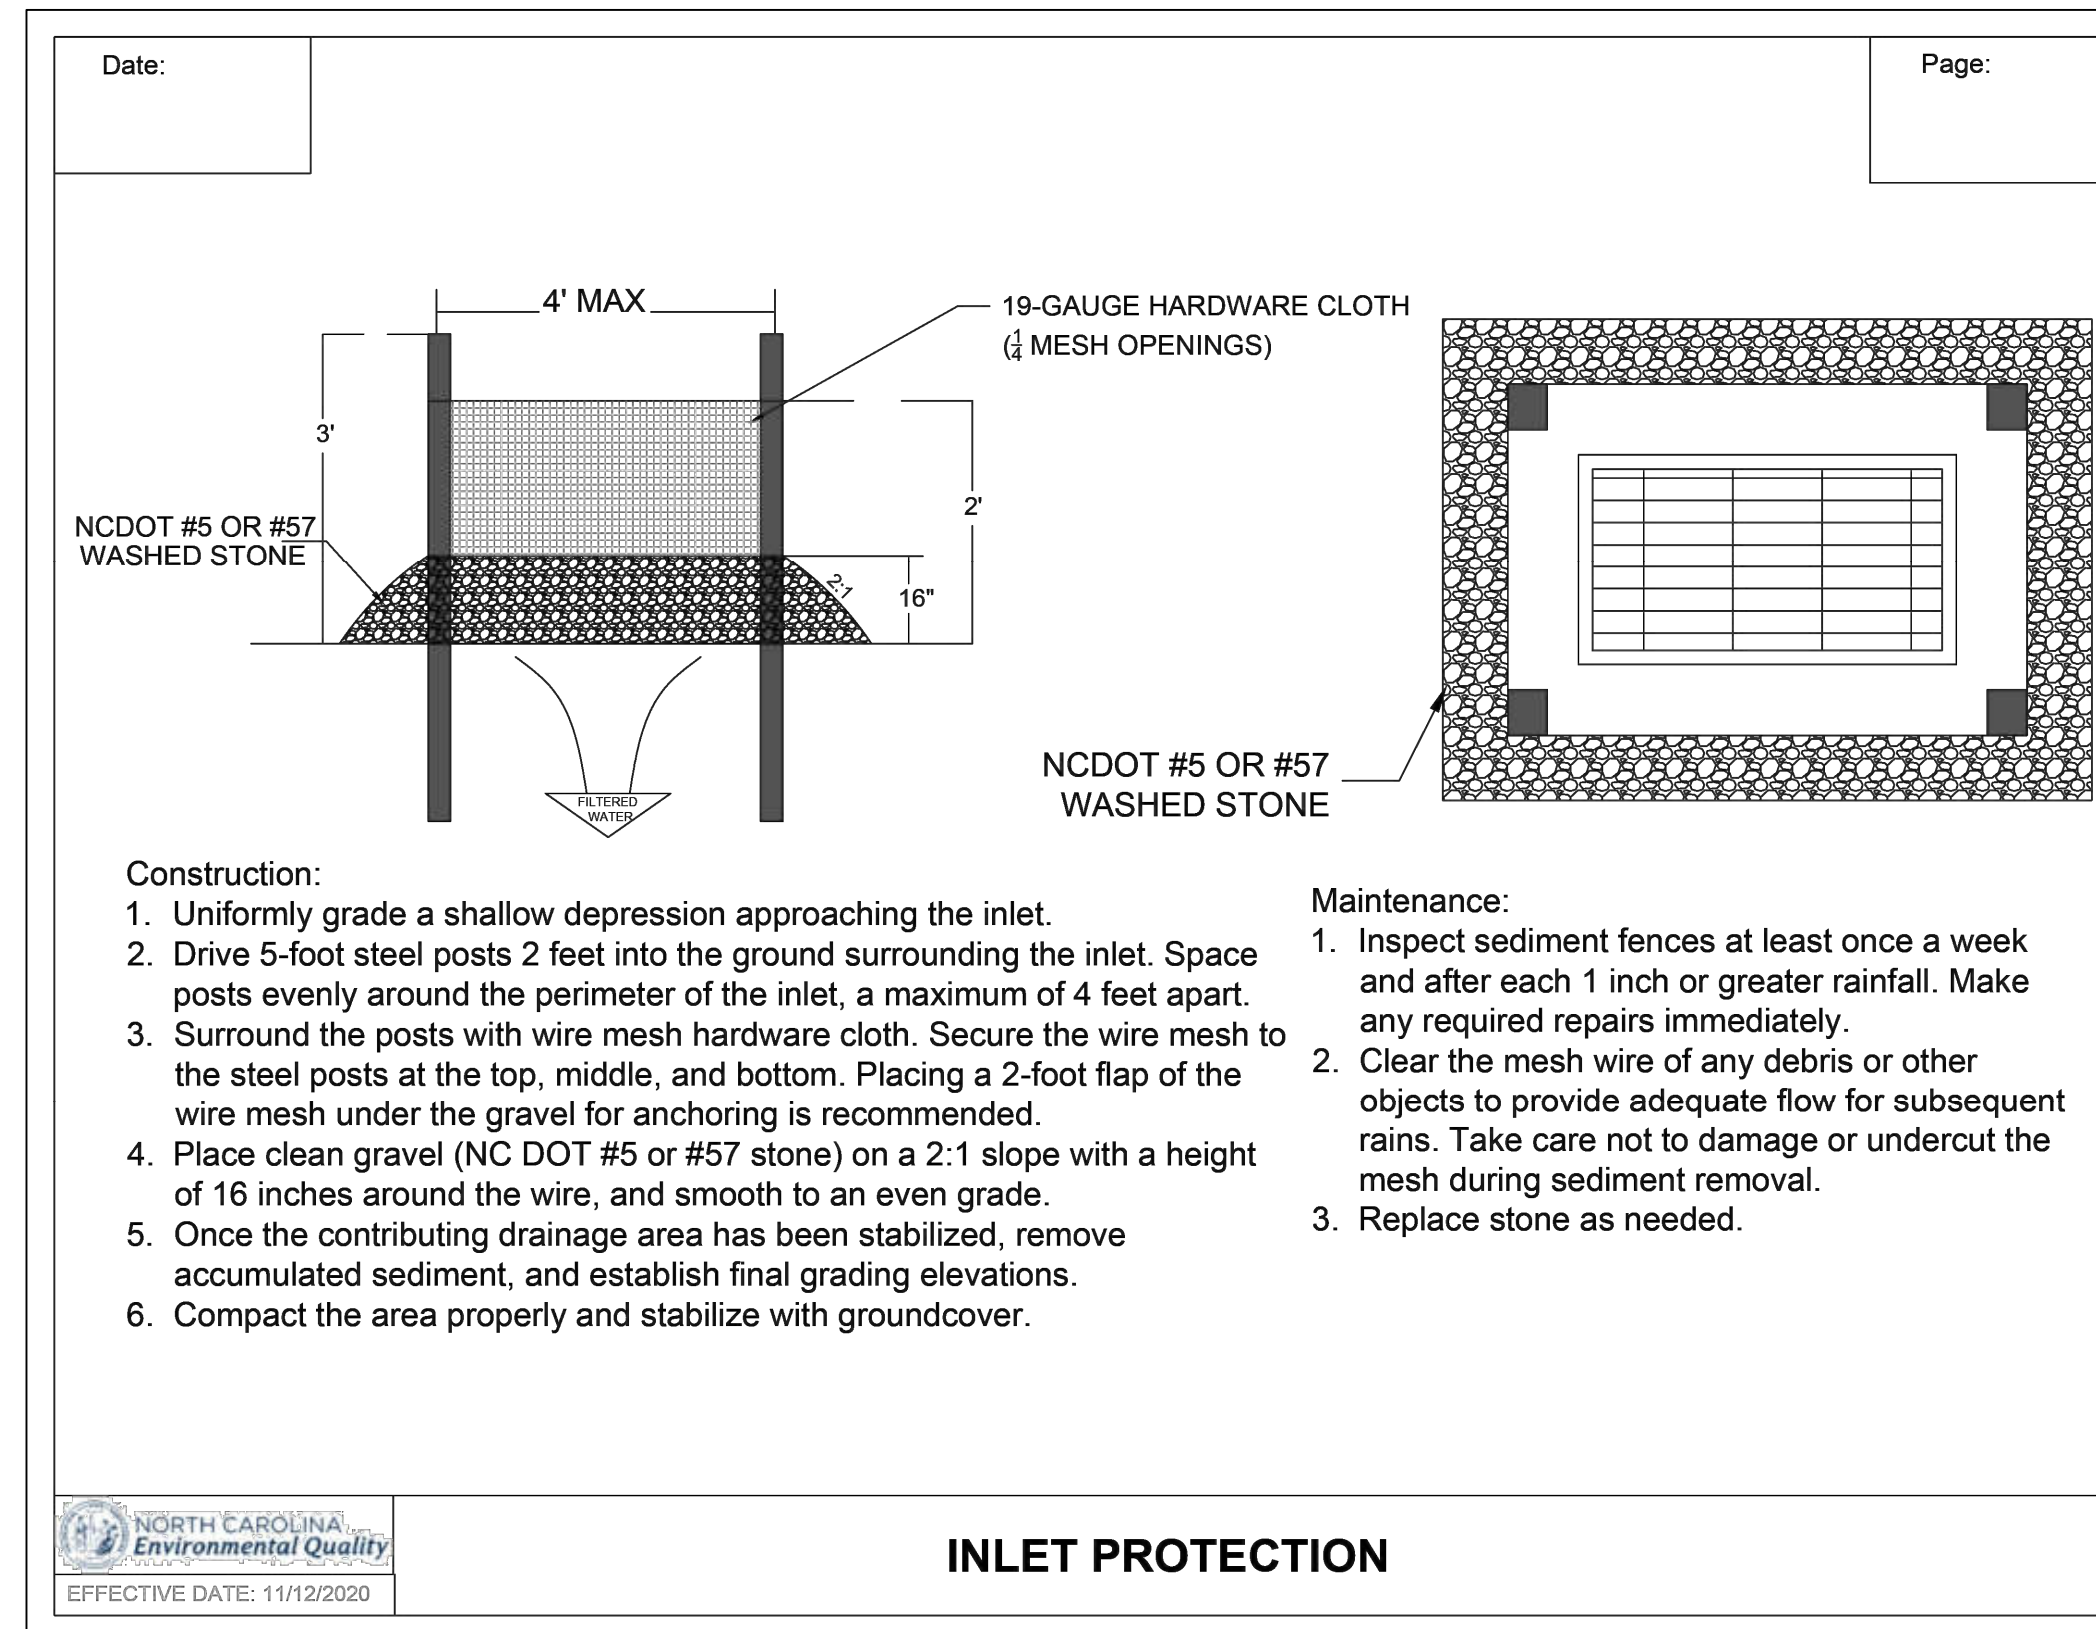 Date:
Page:
4' MAX
19-GAUGE HARDWARE CLOTH
(1/4 MESH OPENINGS)
3'
2'
NCDOT #5 OR #57
WASHED STONE
2:1
16"
FILTERED
WATER
NCDOT #5 OR #57
WASHED STONE
Construction:
1. Uniformly grade a shallow depression approaching the inlet.
2. Drive 5-foot steel posts 2 feet into the ground surrounding the inlet. Space
posts evenly around the perimeter of the inlet, a maximum of 4 feet apart.
3. Surround the posts with wire mesh hardware cloth. Secure the wire mesh to
the steel posts at the top, middle, and bottom. Placing a 2-foot flap of the
wire mesh under the gravel for anchoring is recommended.
4. Place clean gravel (NC DOT #5 or #57 stone) on a 2:1 slope with a height
of 16 inches around the wire, and smooth to an even grade.
5. Once the contributing drainage area has been stabilized, remove
accumulated sediment, and establish final grading elevations.
6. Compact the area properly and stabilize with groundcover.
Maintenance:
1. Inspect sediment fences at least once a week
and after each 1 inch or greater rainfall. Make
any required repairs immediately.
2. Clear the mesh wire of any debris or other
objects to provide adequate flow for subsequent
rains. Take care not to damage or undercut the
mesh during sediment removal.
3. Replace stone as needed.
NORTH CAROLINA
Environmental Quality
EFFECTIVE DATE: 11/12/2020
INLET PROTECTION